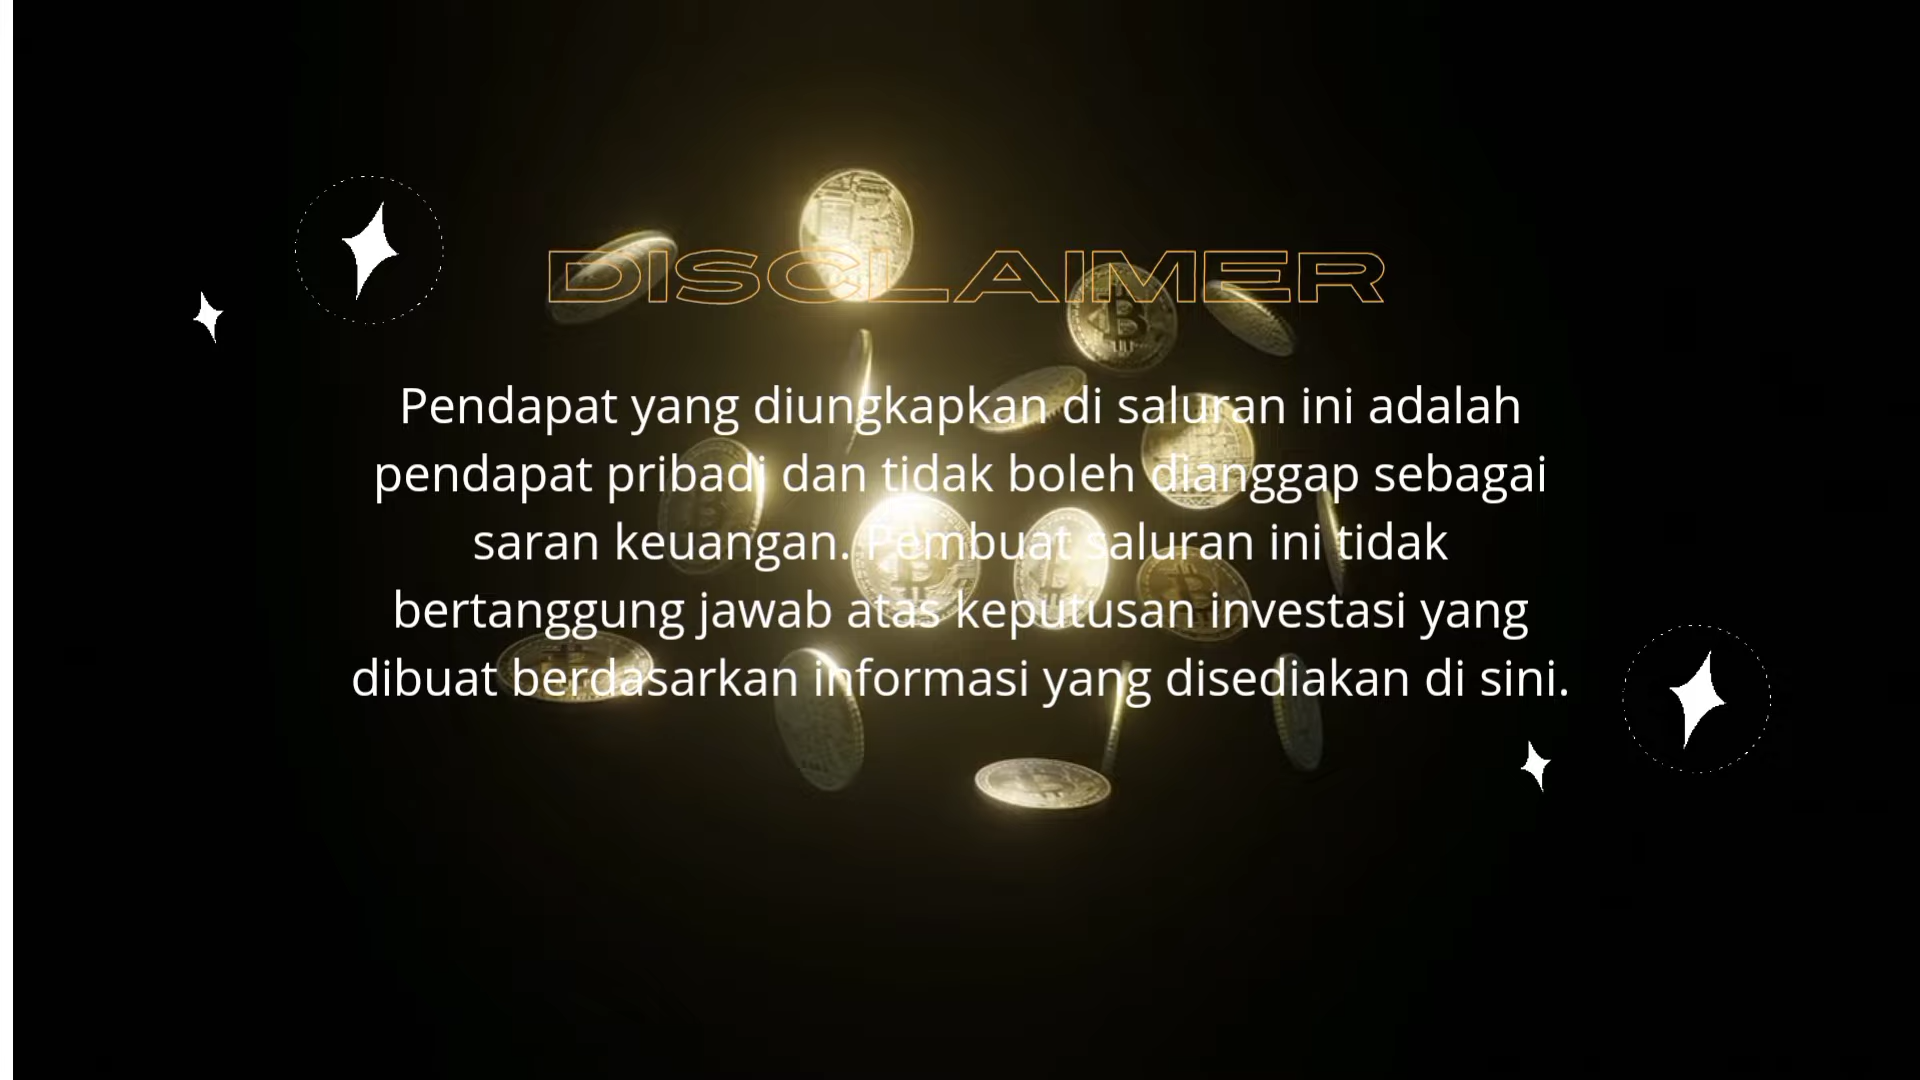 DISCLAIMER
Pendapat yang diungkapkan di saluran ini adalah
pendapat pribadi dan tidak boleh dianggap sebagai
saran keuangan. Pembuat saluran ini tidak
bertanggung jawab atas keputusan investasi yang
dibuat berdasarkan informasi yang disediakan di sini.